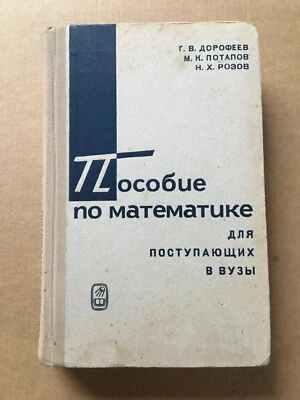 Г. В. ДОРОФЕЕВ
М. К. ПОТАПОВ
Н. Х. РОЗОВ
Пособие
по математике
ДЛЯ
ПОСТУПАЮЩИХ
В ВУЗЫ